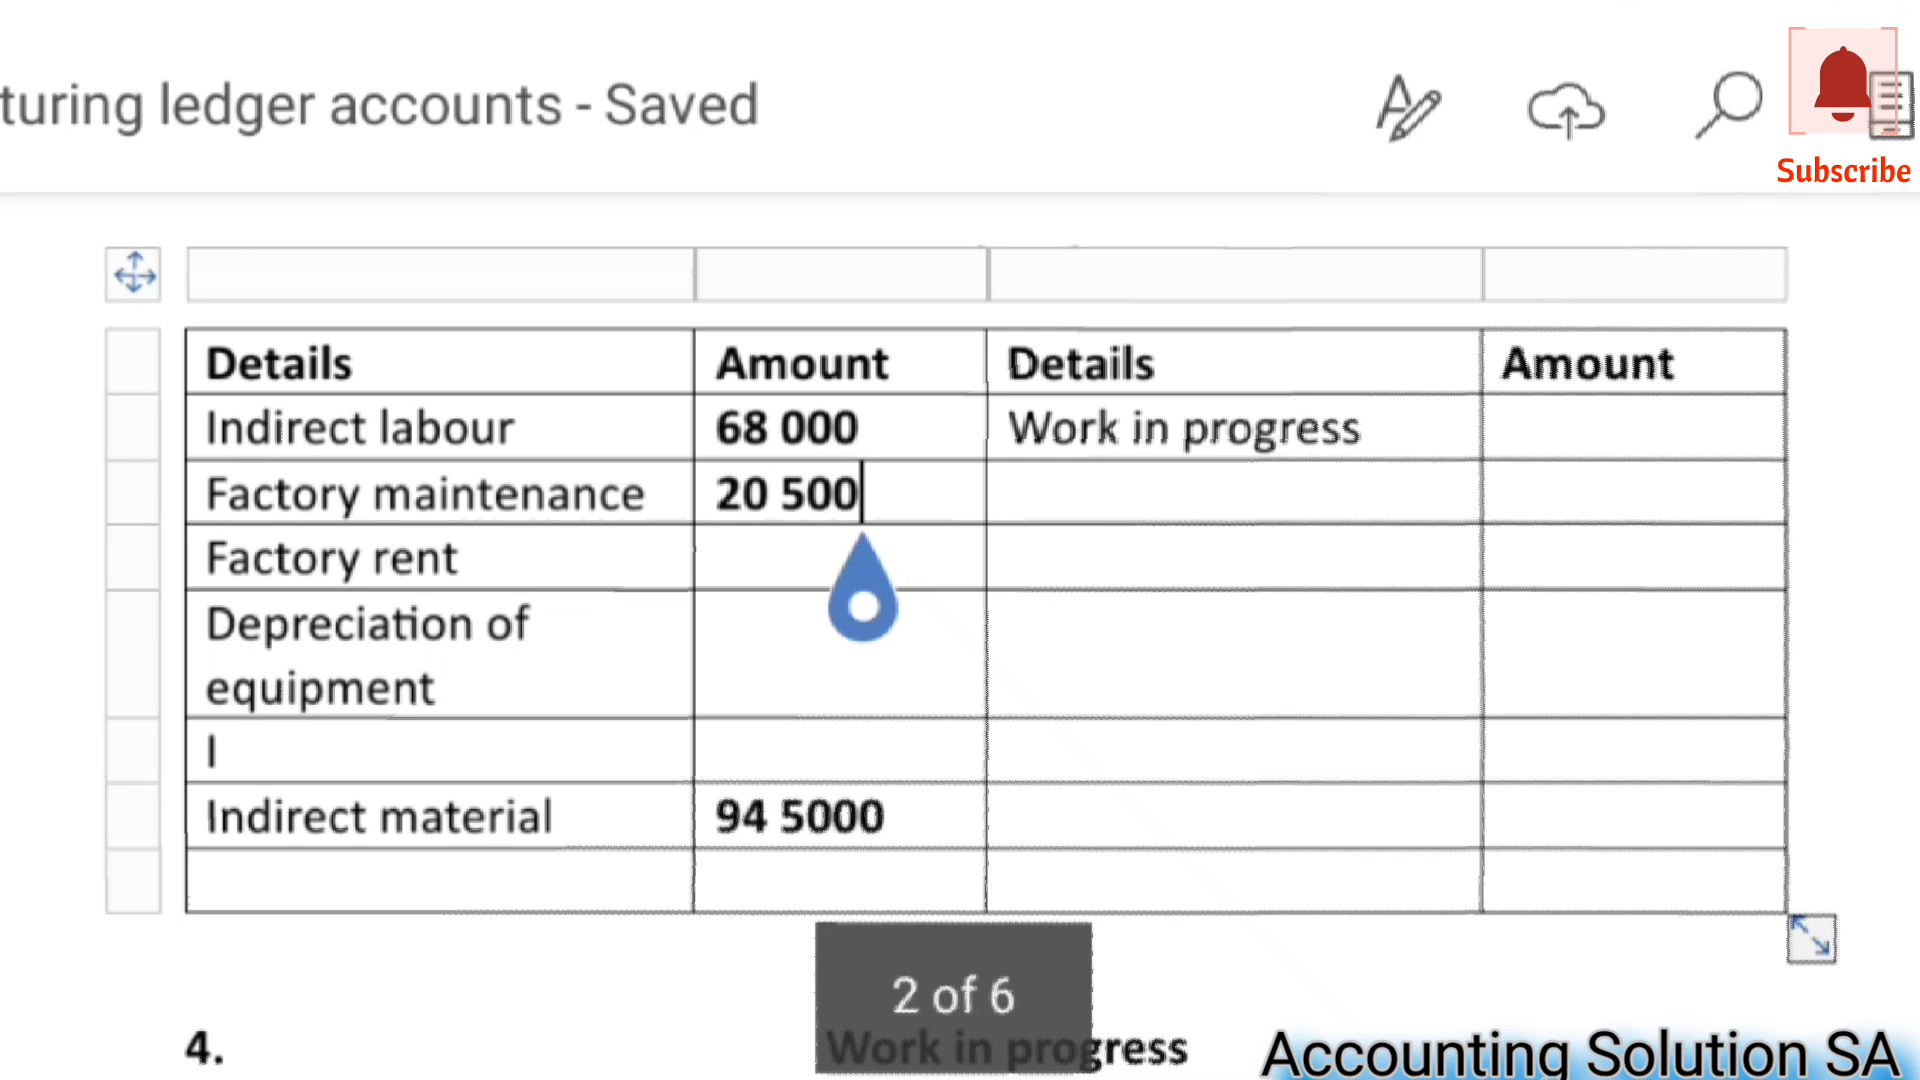 turing ledger accounts - Saved
Subscribe
Details Amount Details Amount
Indirect labour 68 000 Work in progress
Factory maintenance 20 500
Factory rent
Depreciation of
equipment
I
Indirect material 94 5000
2 of 6
4. Work in progress
Accounting Solution SA